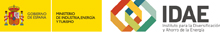 GOBIERNO
DE ESPAÑA
MINISTERIO
DE INDUSTRIA, ENERGÍA
Y TURISMO
IDAE
Instituto para la Diversificación
y Ahorro de la Energía